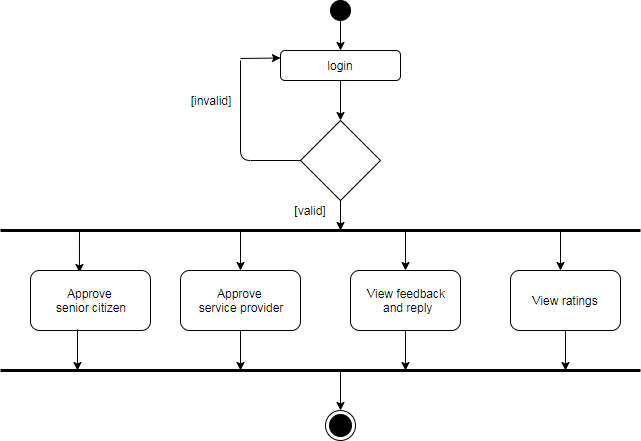 login
[invalid]
[valid]
Approve
senior citizen
Approve
service provider
View feedback
and reply
View ratings